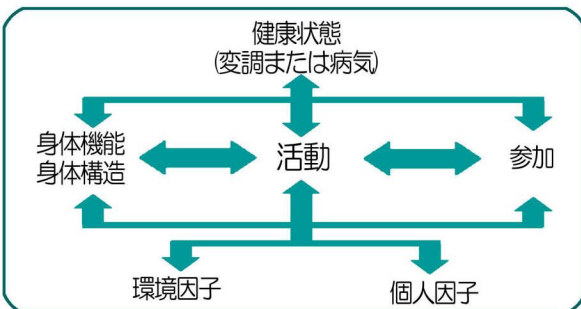 健康状態
(変調または病気)
身体機能
身体構造
活動
参加
環境因子
個人因子